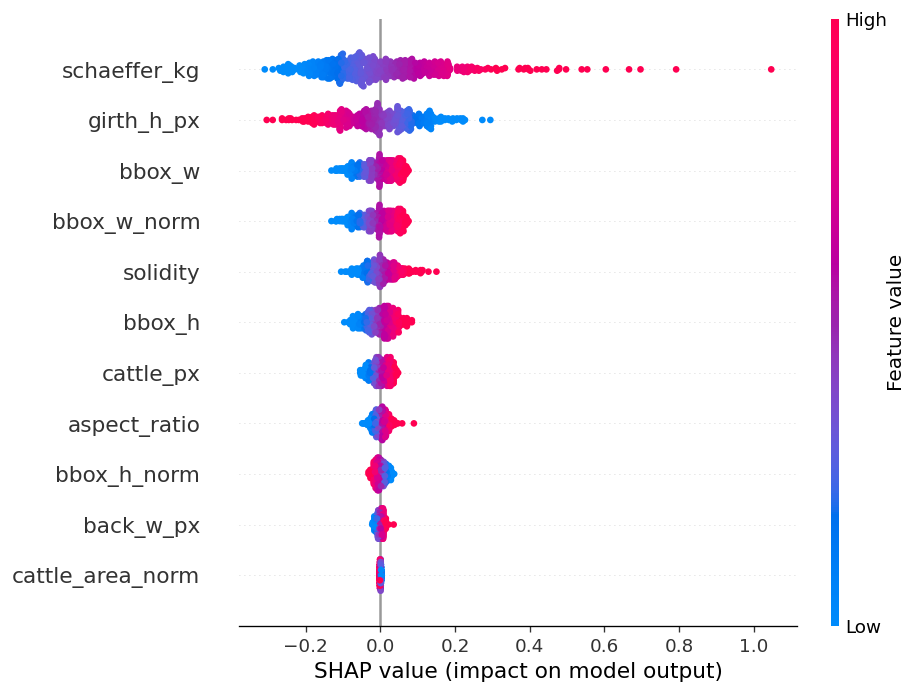 High
schaeffer_kg
girth_h_px
bbox_w
bbox_w_norm
solidity
bbox_h
cattle_px
aspect_ratio
bbox_h_norm
back_w_px
cattle_area_norm
Feature value
Low
−0.2 0.0 0.2 0.4 0.6 0.8 1.0
SHAP value (impact on model output)